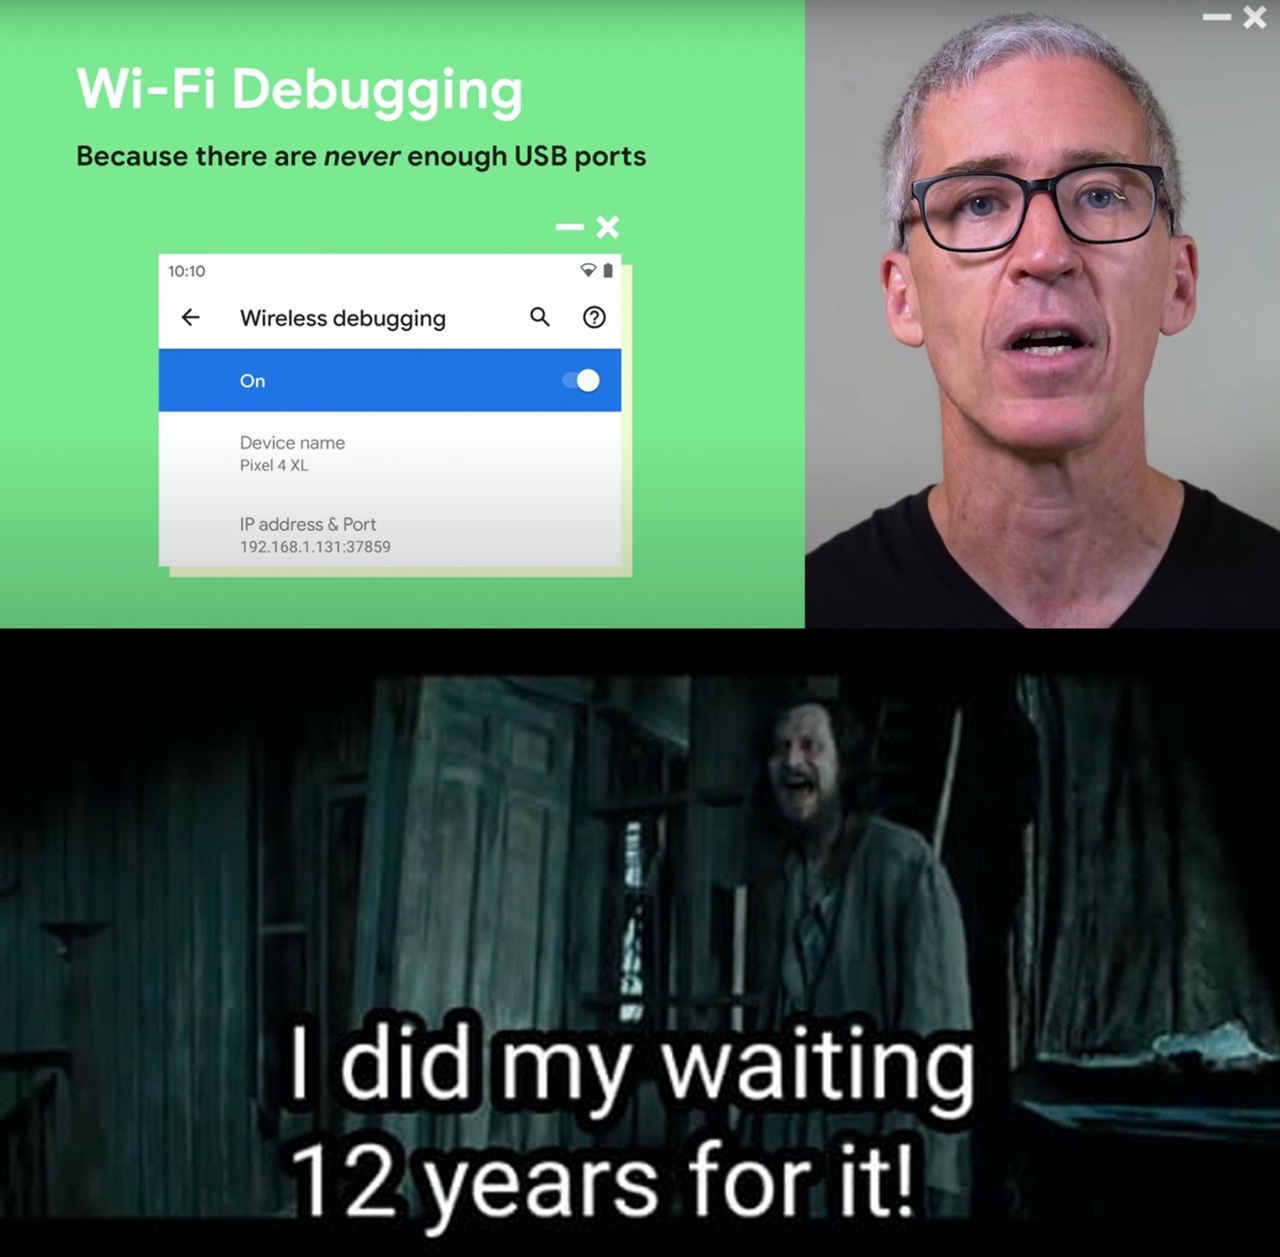 Wi-Fi Debugging
Because there are never enough USB ports
10:10
Wireless debugging
On
Device name
Pixel 4 XL
IP address & Port
192.168.1.131:37859
I did my waiting
12 years for it!